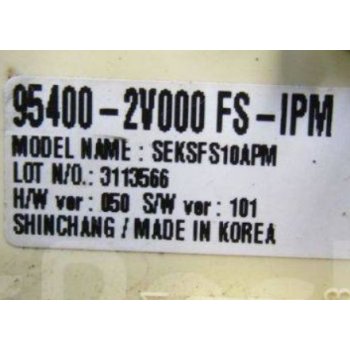 95400-2V000 FS-IPM
MODEL NAME : SEKSFS10APM
LOT N/O.: 3113566
H/W ver : 050 S/W ver : 101
SHINCHANG / MADE IN KOREA